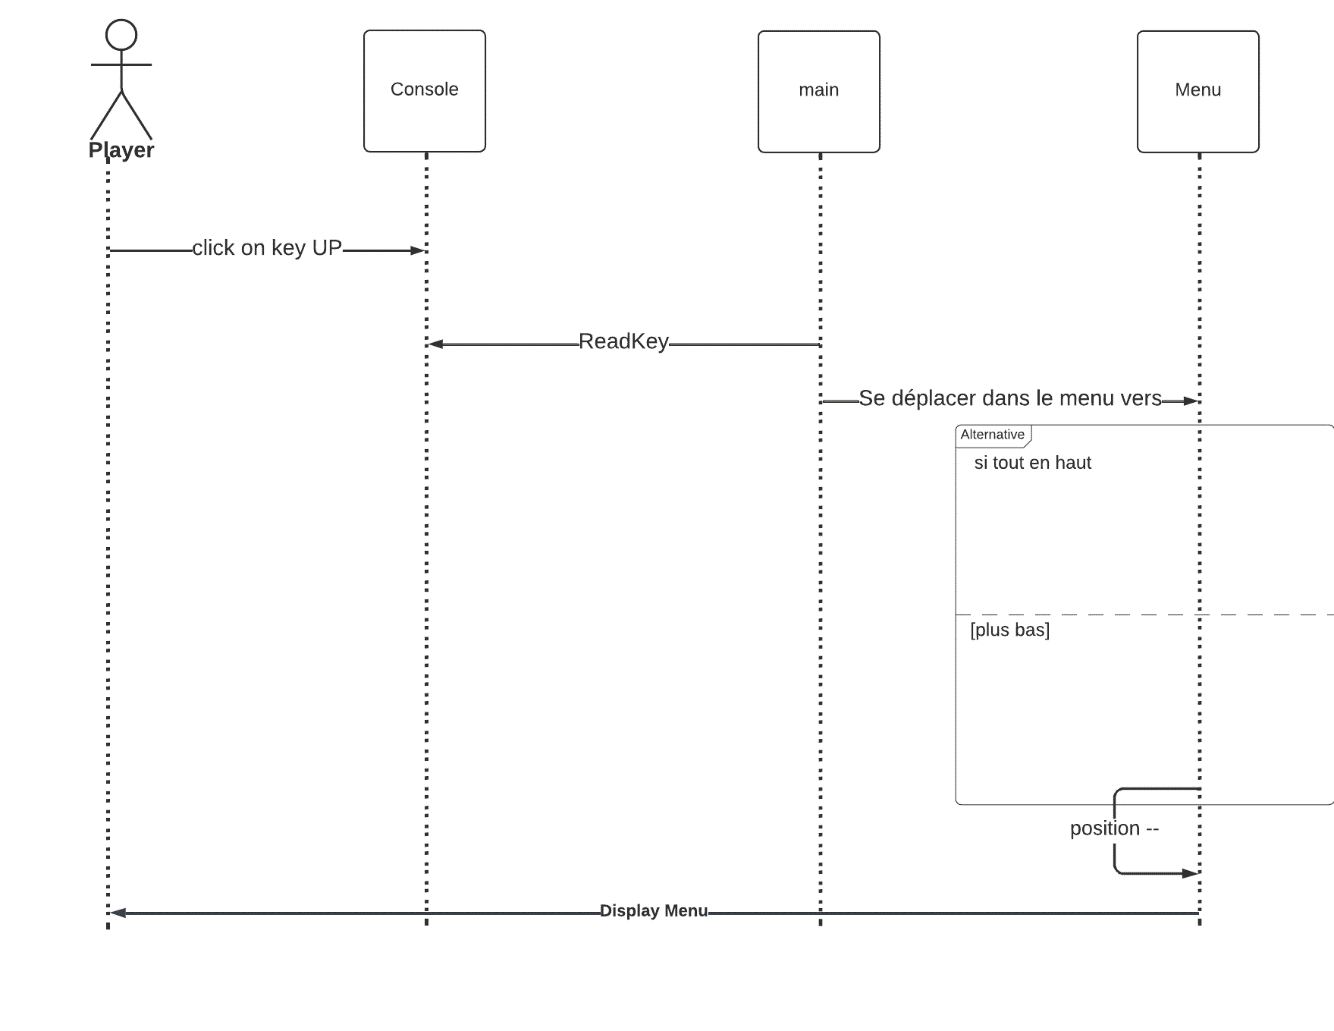 Player
Console
main
Menu
click on key UP
ReadKey
Se déplacer dans le menu vers
Alternative
si tout en haut
[plus bas]
position --
Display Menu